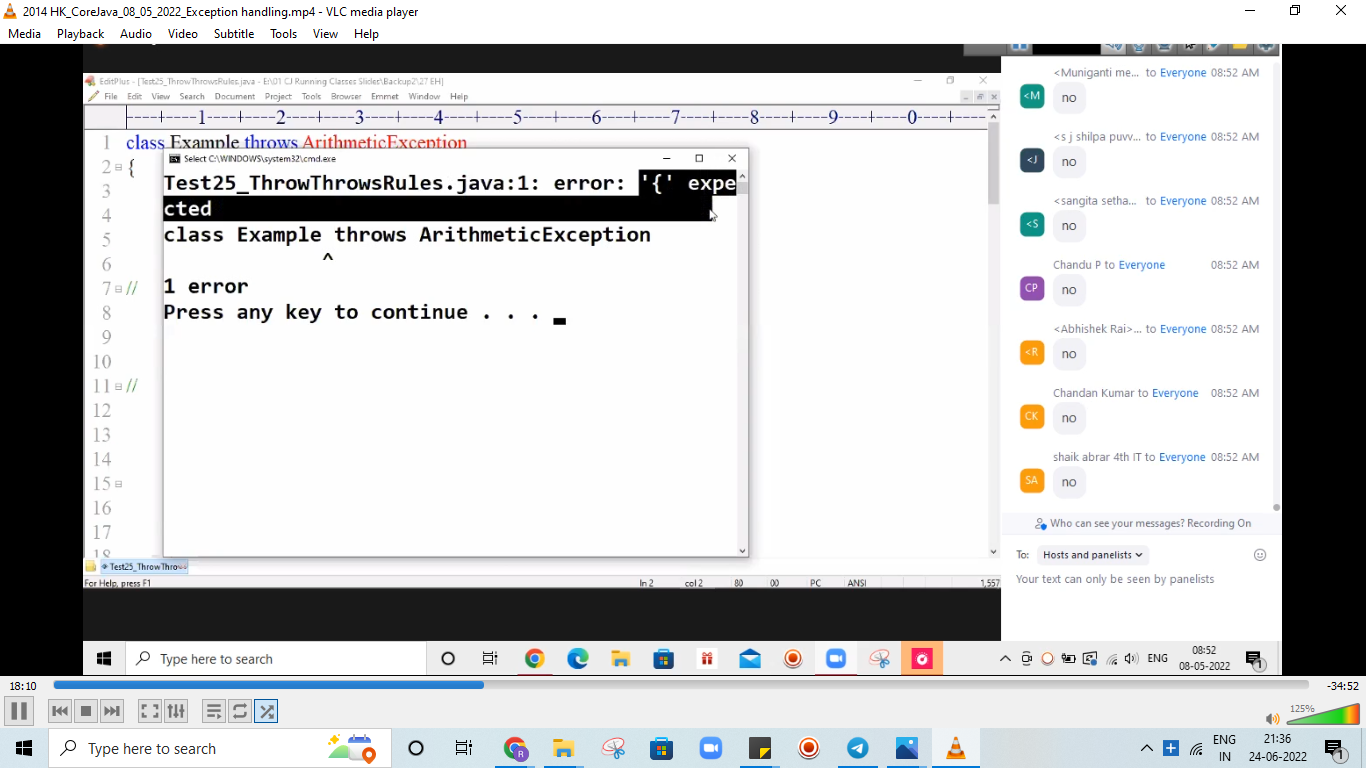 2014 HK_CoreJava_08_05_2022_Exception handling.mp4 - VLC media player
Media Playback Audio Video Subtitle Tools View Help
EditPlus - [Test25_ThrowThrowsRules.java - E:\01 CJ Running Classes Slides\Backup2\27 EH]
File Edit View Search Document Project Tools Browser Emmet Window Help
----+----1----+----2----+----3----+----4----+----5----+----6----+----7----+----8----+----9----+----0----+----
1 class Example throws ArithmeticException
2 {
3
4
5
6
7 //
8
9
10
11 //
12
13
14
15
16
17
18
Select C:\WINDOWS\system32\cmd.exe
Test25_ThrowThrowsRules.java:1: error: '{' expe
cted
class Example throws ArithmeticException
^
1 error
Press any key to continue . . .
Test25_ThrowThrow
For Help, press F1 ln 2 col 2 80 00 PC ANSI 1,557
<Muniganti me... to Everyone 08:52 AM
<M no
<s j shilpa puvv... to Everyone 08:52 AM
<J no
<sangita setha... to Everyone 08:52 AM
<S no
Chandu P to Everyone 08:52 AM
CP no
<Abhishek Rai>... to Everyone 08:52 AM
<R no
Chandan Kumar to Everyone 08:52 AM
CK no
shaik abrar 4th IT to Everyone 08:52 AM
SA no
Who can see your messages? Recording On
To: Hosts and panelists
Your text can only be seen by panelists
Type here to search
ENG
08:52
08-05-2022
1
18:10
-34:52
125%
Type here to search
R
ENG
IN
21:36
24-06-2022
1